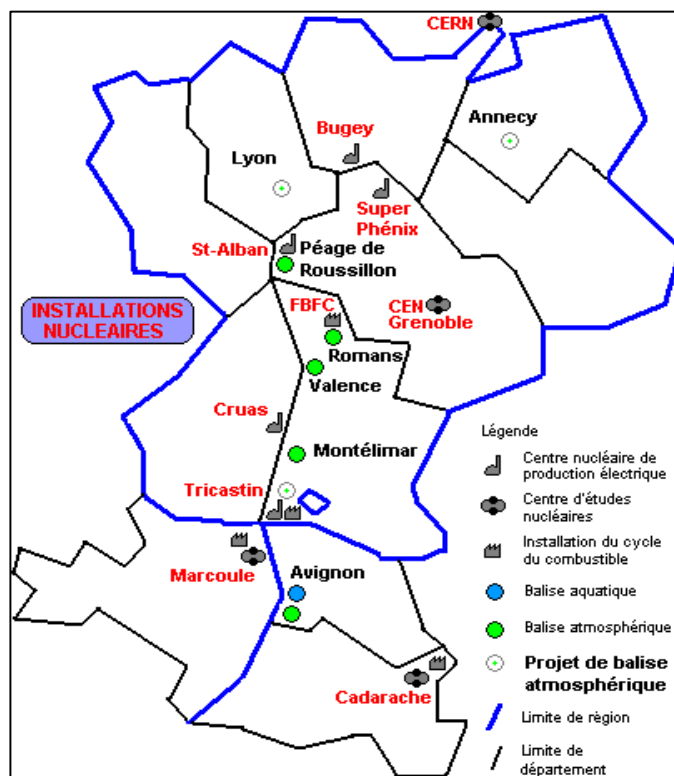 CERN
Annecy
Bugey
Lyon
Super
Phénix
St-Alban
Péage de
Roussillon
INSTALLATIONS
NUCLEAIRES
FBFC
CEN
Grenoble
Romans
Valence
Cruas
Montélimar
Tricastin
Marcoule
Avignon
Cadarache
Légende
Centre nucléaire de
production électrique
Centre d'études
nucléaires
Installation du cycle
du combustible
Balise aquatique
Balise atmosphérique
Projet de balise
atmosphérique
Limite de règion
Limite de
département